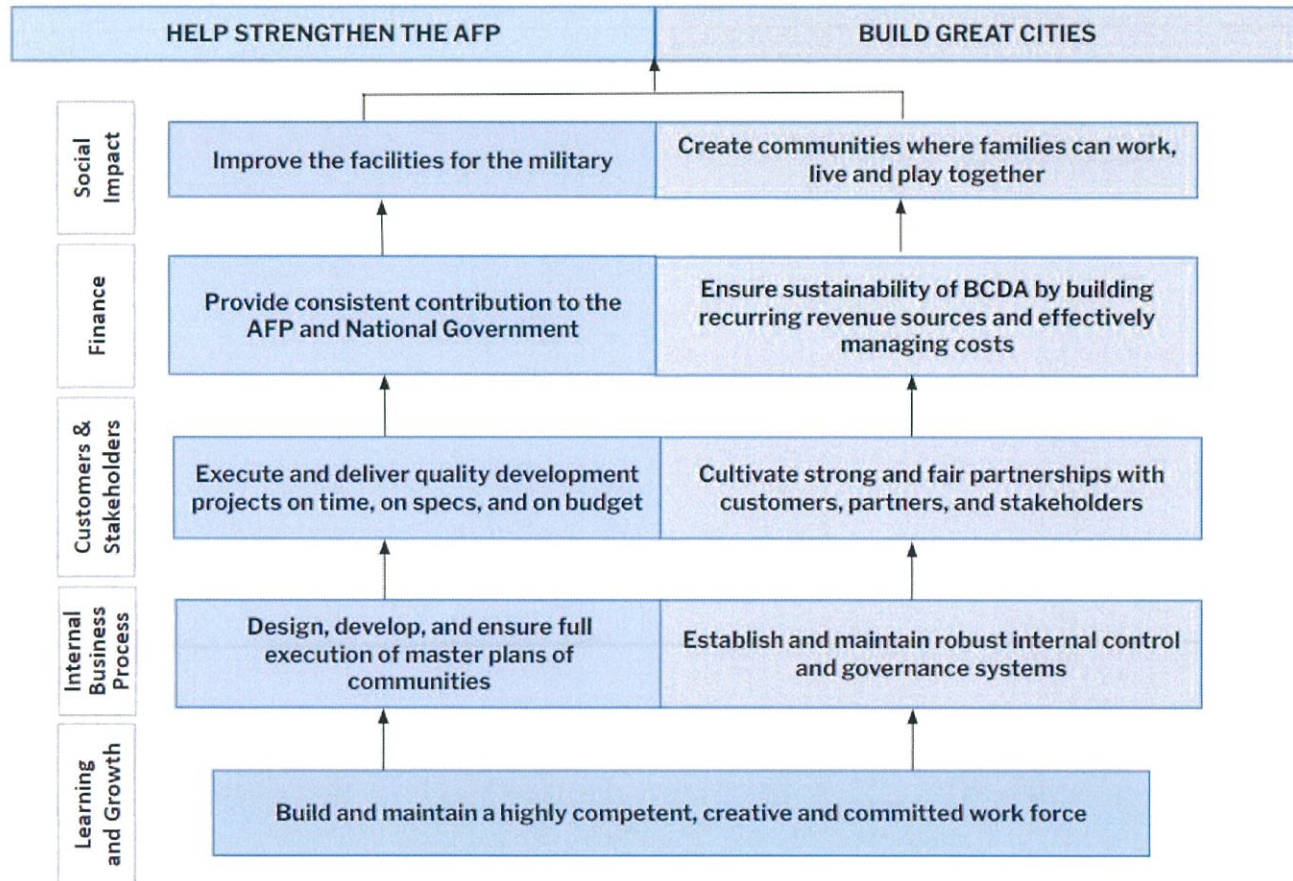 HELP STRENGTHEN THE AFP
BUILD GREAT CITIES
Social
Impact
Improve the facilities for the military
Create communities where families can work,
live and play together
Finance
Provide consistent contribution to the
AFP and National Government
Ensure sustainability of BCDA by building
recurring revenue sources and effectively
managing costs
Customers &
Stakeholders
Execute and deliver quality development
projects on time, on specs, and on budget
Cultivate strong and fair partnerships with
customers, partners, and stakeholders
Internal
Business
Process
Design, develop, and ensure full
execution of master plans of
communities
Establish and maintain robust internal control
and governance systems
Learning
and Growth
Build and maintain a highly competent, creative and committed work force